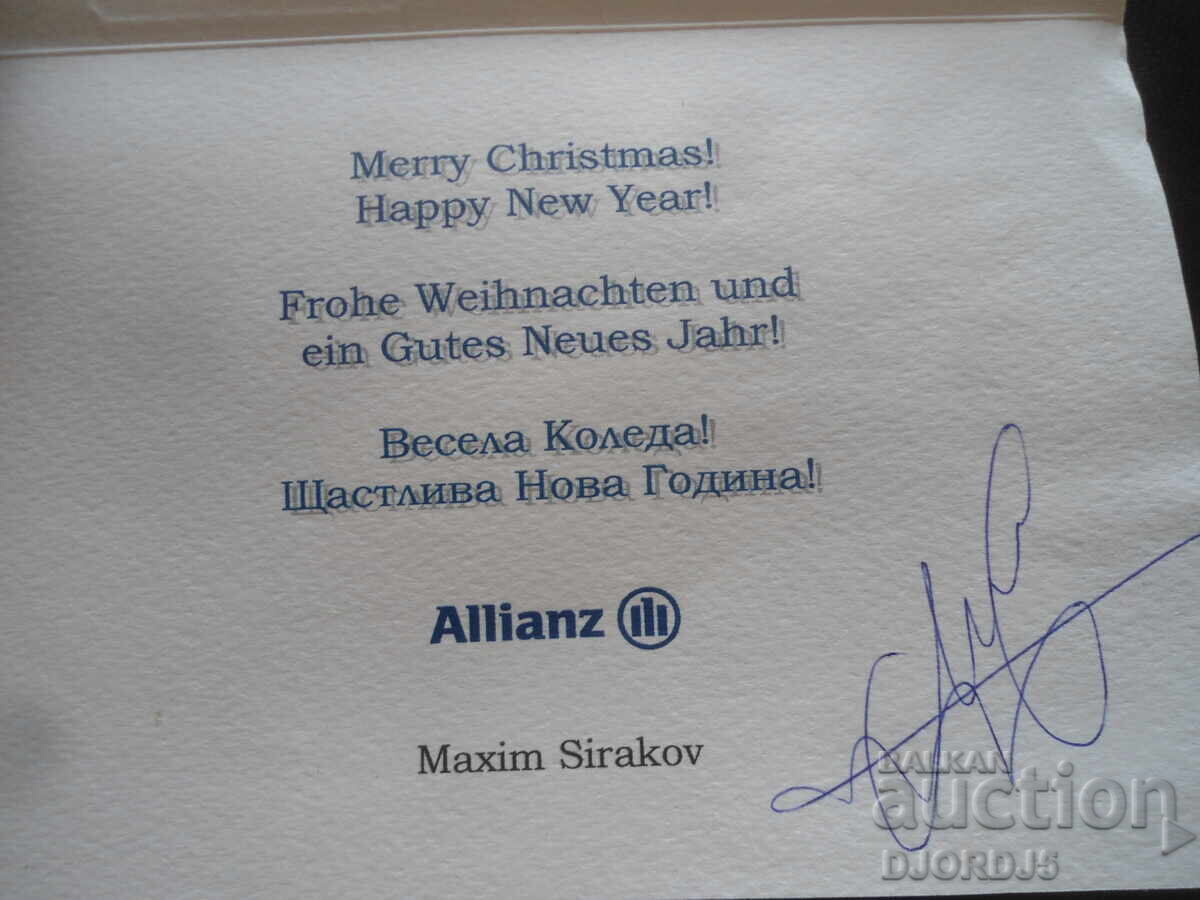 Merry Christmas!
Happy New Year!
Frohe Weihnachten und
ein Gutes Neues Jahr!
Весела Коледа!
Щастлива Нова Година!
Allianz
Maxim Sirakov
BALKAN
auction
DJORDJ5